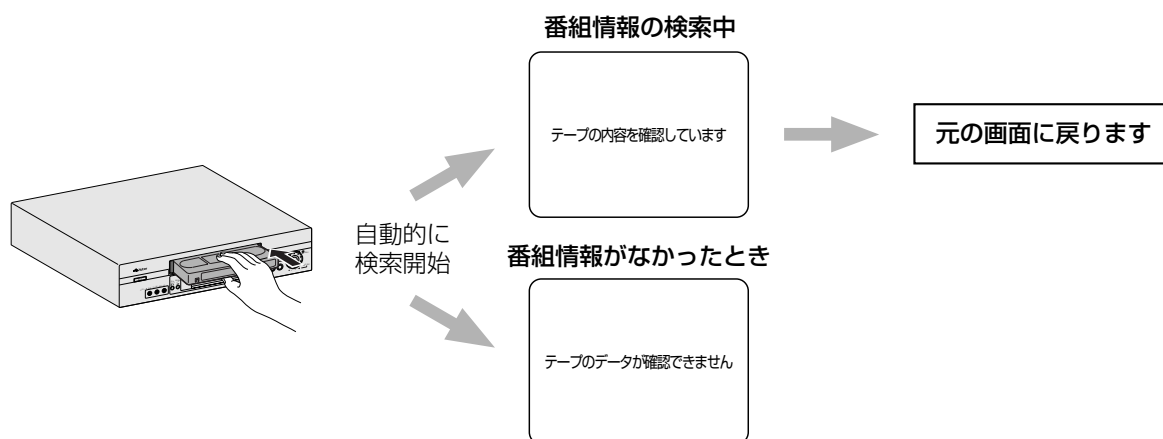 番組情報の検索中
テープの内容を確認しています
元の画面に戻ります
自動的に
検索開始
番組情報がなかったとき
テープのデータが確認できません